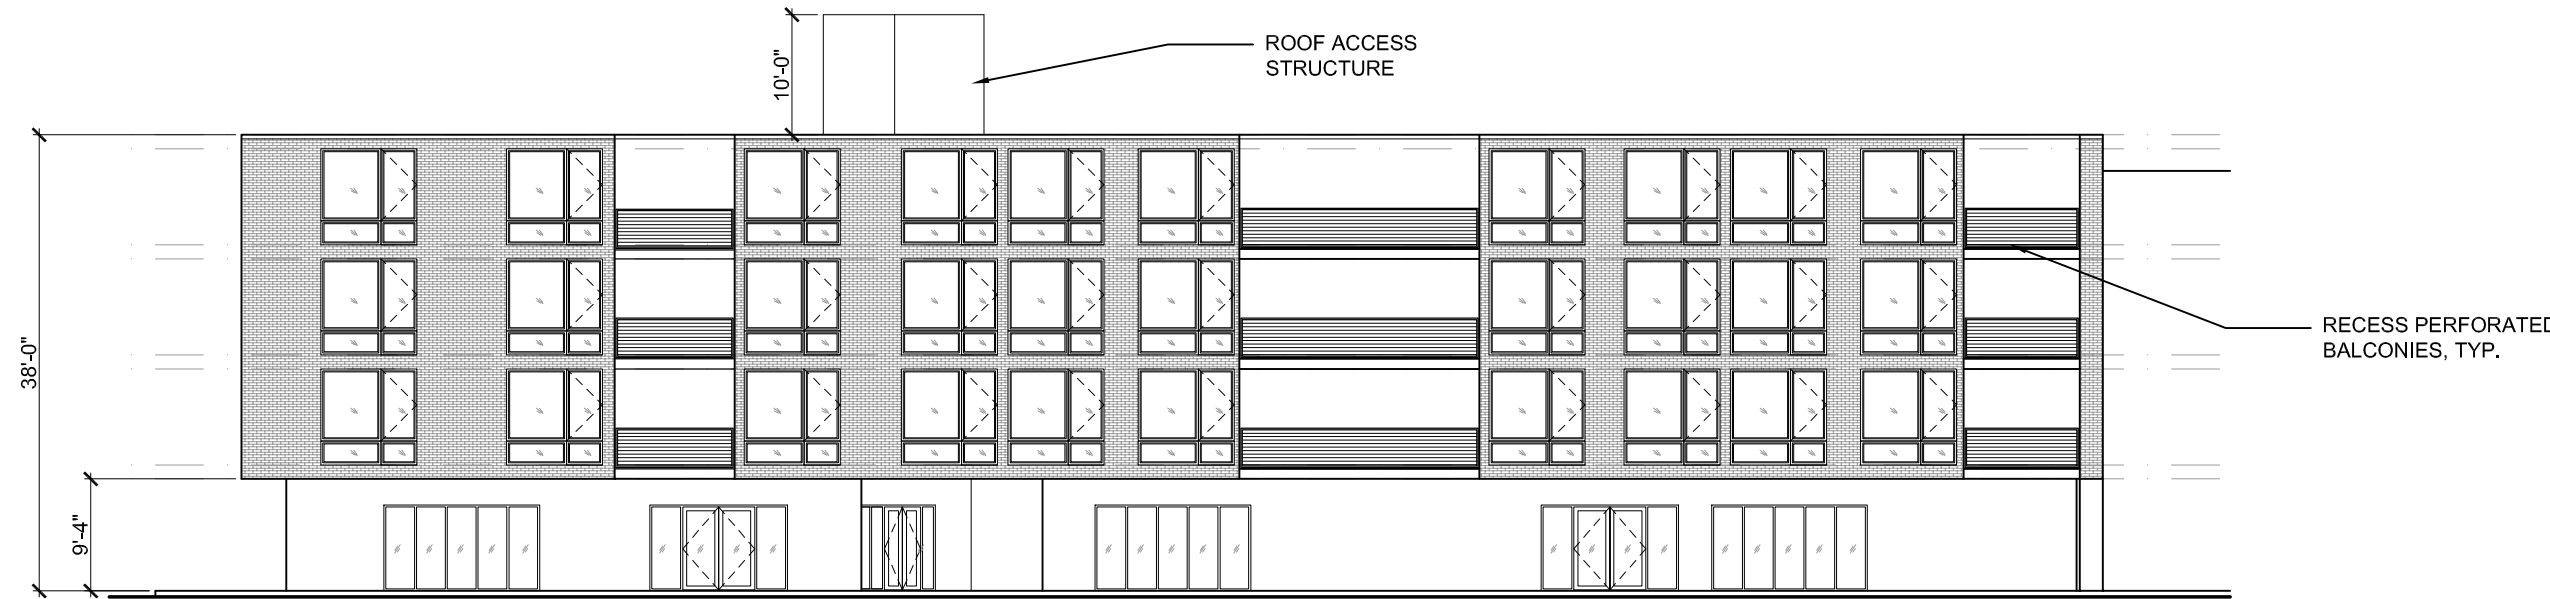 10'-0"
ROOF ACCESS
STRUCTURE
38'-0"
9'-4"
RECESS PERFORATED
BALCONIES, TYP.